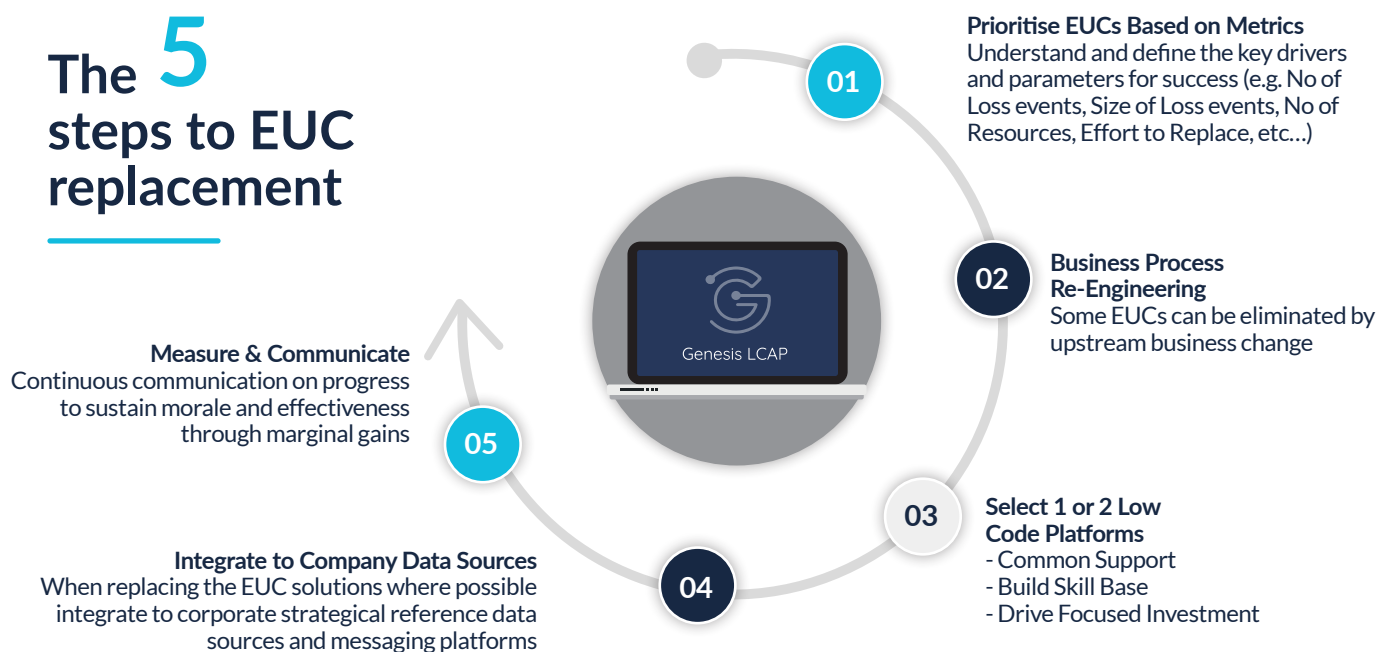 The 5
steps to EUC
replacement
01
Prioritise EUCs Based on Metrics
Understand and define the key drivers
and parameters for success (e.g. No of
Loss events, Size of Loss events, No of
Resources, Effort to Replace, etc...)
02
Business Process
Re-Engineering
Some EUCs can be eliminated by
upstream business change
Genesis LCAP
03
Select 1 or 2 Low
Code Platforms
- Common Support
- Build Skill Base
- Drive Focused Investment
04
Integrate to Company Data Sources
When replacing the EUC solutions where possible
integrate to corporate strategical reference data
sources and messaging platforms
05
Measure & Communicate
Continuous communication on progress
to sustain morale and effectiveness
through marginal gains